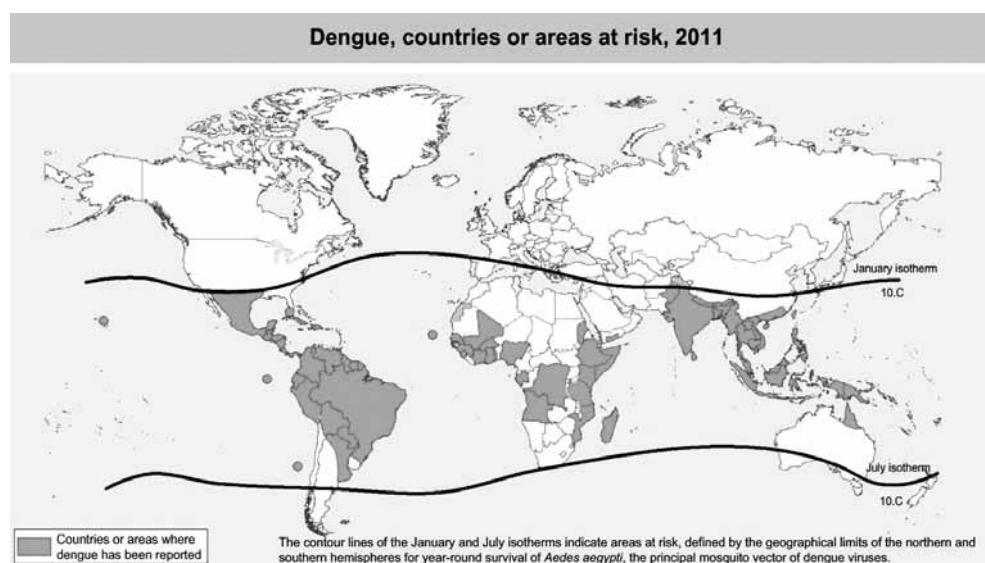 Dengue, countries or areas at risk, 2011
January isotherm
10.C
July isotherm
10.C
Countries or areas where
dengue has been reported
The contour lines of the January and July isotherms indicate areas at risk, defined by the geographical limits of the northern and
southern hemispheres for year-round survival of Aedes aegypti, the principal mosquito vector of dengue viruses.